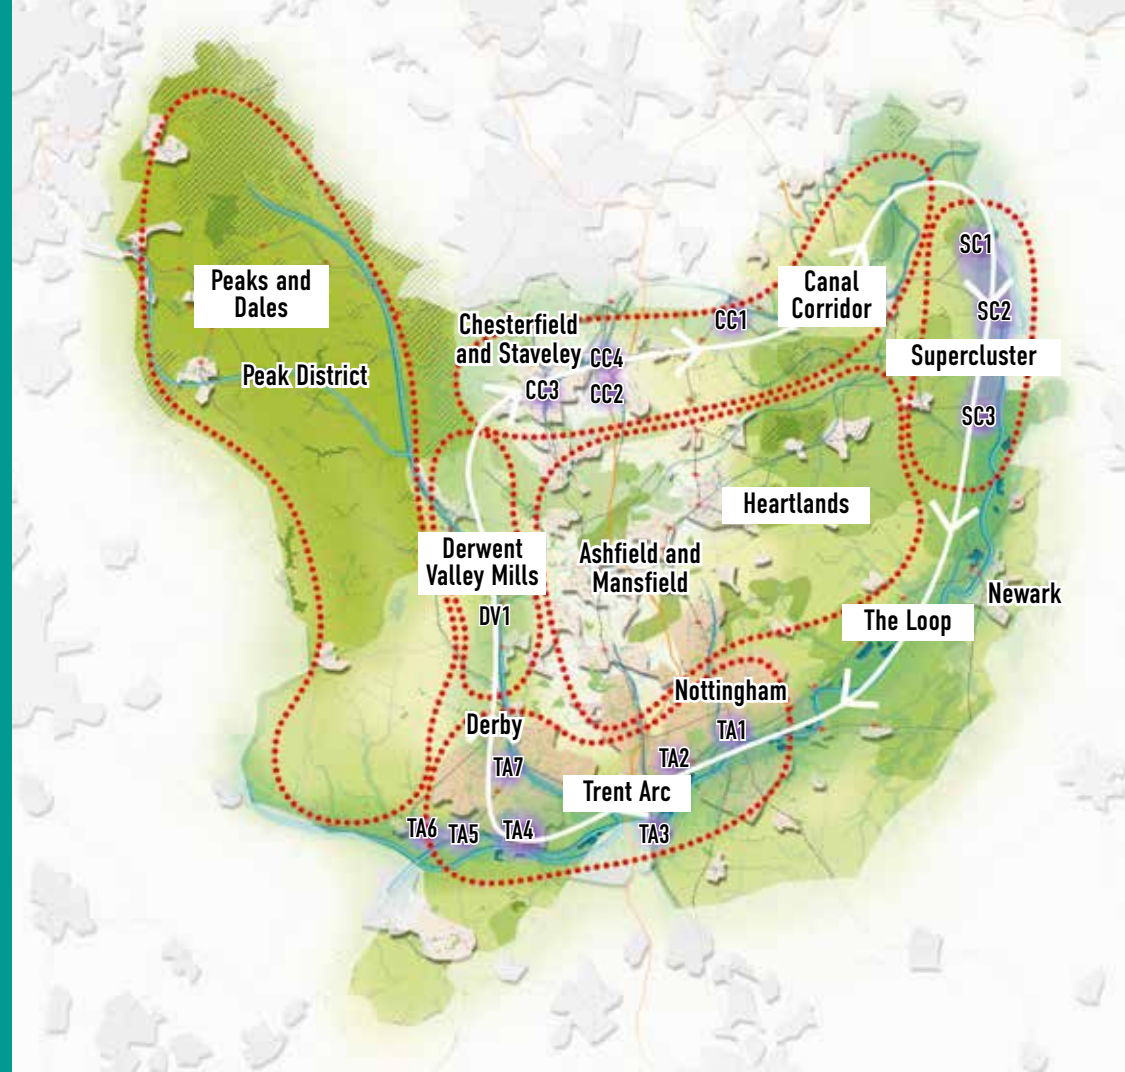 SC1
Peaks and
Dales
Canal
Corridor
SC2
CC1
Chesterfield
and Staveley
CC4
Supercluster
Peak District
CC3
CC2
SC3
Heartlands
Derwent
Valley Mills
Ashfield and
Mansfield
Newark
DV1
The Loop
Nottingham
Derby
TA1
TA2
TA7
Trent Arc
TA6
TA5
TA4
TA3